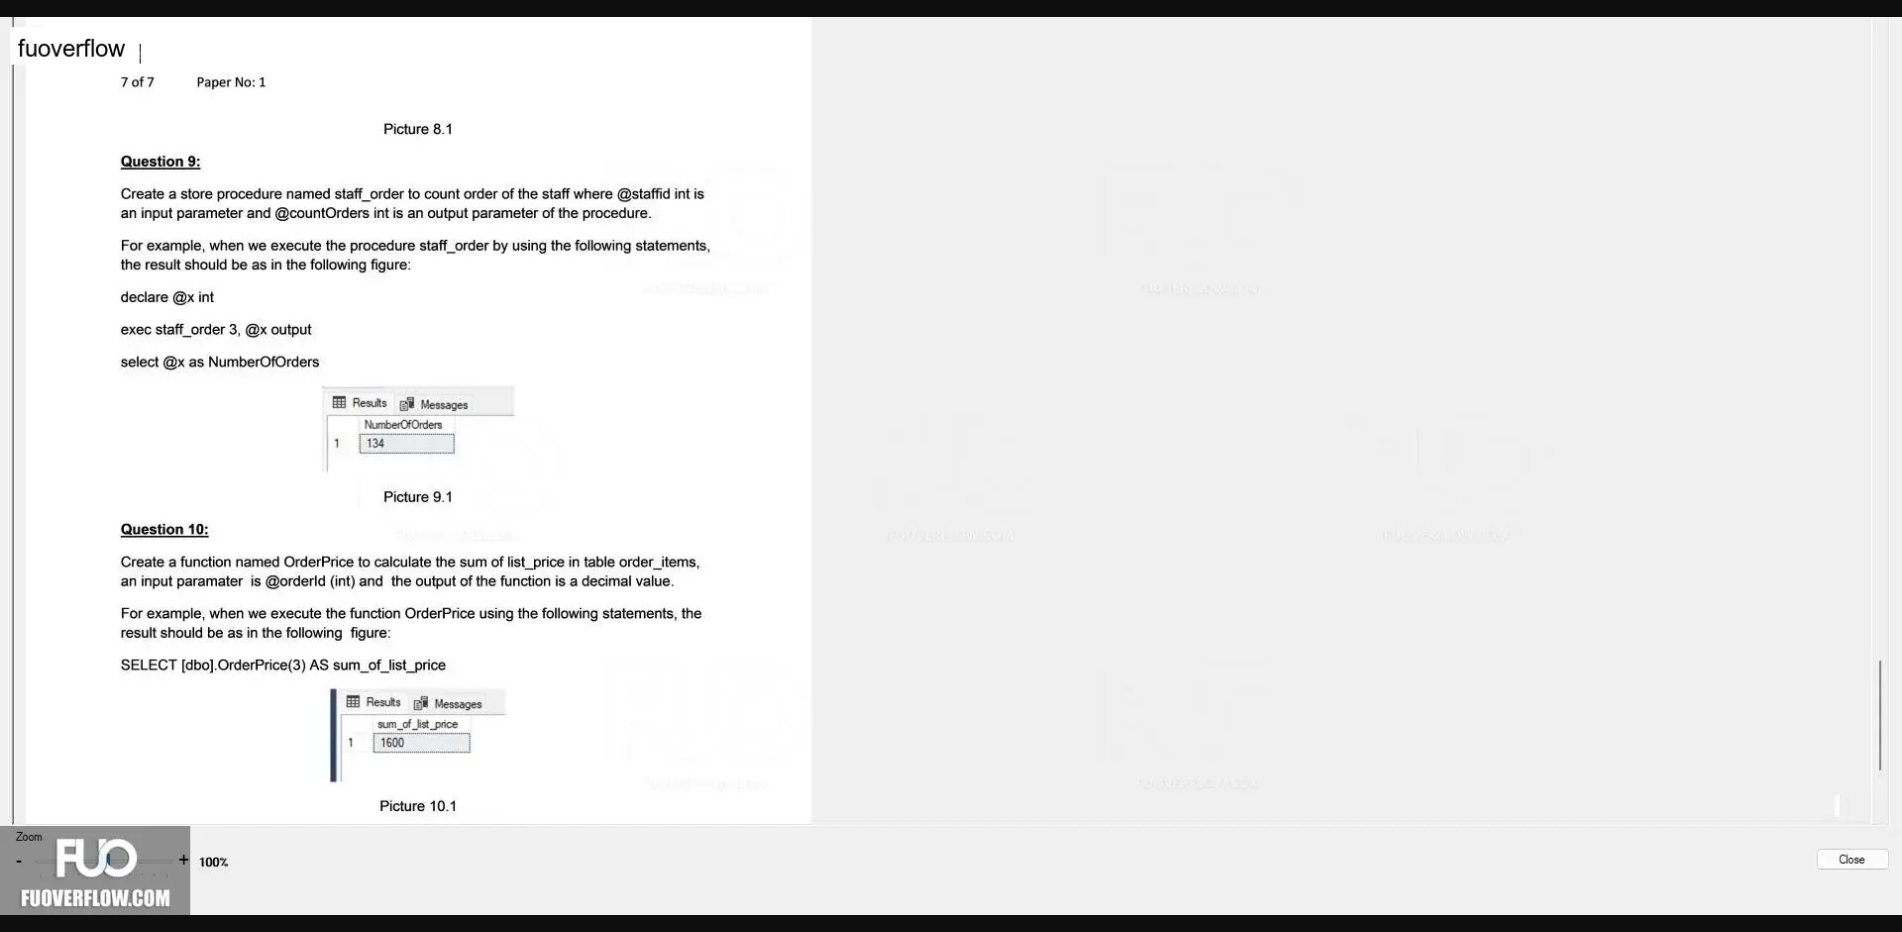 fuoverflow
7 of 7 Paper No: 1
Picture 8.1
Question 9:
Create a store procedure named staff_order to count order of the staff where @staffid int is
an input parameter and @countOrders int is an output parameter of the procedure.
For example, when we execute the procedure staff_order by using the following statements,
the result should be as in the following figure:
declare @x int
exec staff_order 3, @x output
select @x as NumberOfOrders
Results Messages
NumberOfOrders
1 134
Picture 9.1
Question 10:
Create a function named OrderPrice to calculate the sum of list_price in table order_items,
an input paramater is @orderId (int) and the output of the function is a decimal value.
For example, when we execute the function OrderPrice using the following statements, the
result should be as in the following figure:
SELECT [dbo].OrderPrice(3) AS sum_of_list_price
Results Messages
sum_of_list_price
1 1600
Picture 10.1
Zoom
- + 100%
Close
FUO
FUOVERFLOW.COM